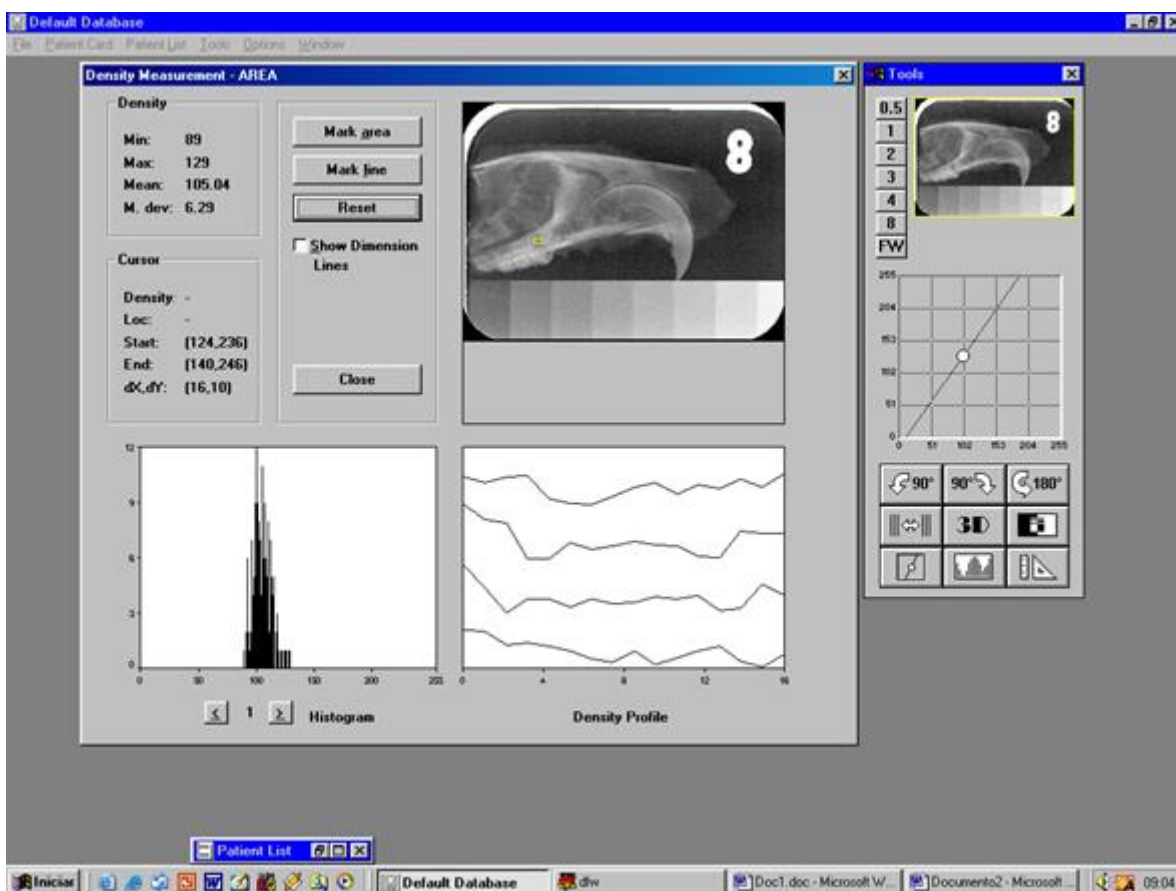 Default Database
File Patient Card Patient List Tools Options Window
Density Measurement - AREA
Density
Min: 89
Max: 129
Mean: 105.04
M. dev: 6.29
Cursor
Density: -
Loc: -
Start: (124,236)
End: (140,246)
dX,dY: (16,10)
Mark area
Mark line
Reset
Show Dimension
Lines
Close
8
12
9
6
3
0
0 50 100 150 200 255
< 1 > Histogram
0 4 8 12 16
Density Profile
Tools
0.5
1
2
3
4
8
FW
8
255
204
153
102
51
0
0 51 102 153 204 255
90° 90° 180°
3D
i
Patient List
Iniciar
Default Database
dfw
Doc1.doc - Microsoft W...
Documento2 - Microsoft...
09:04